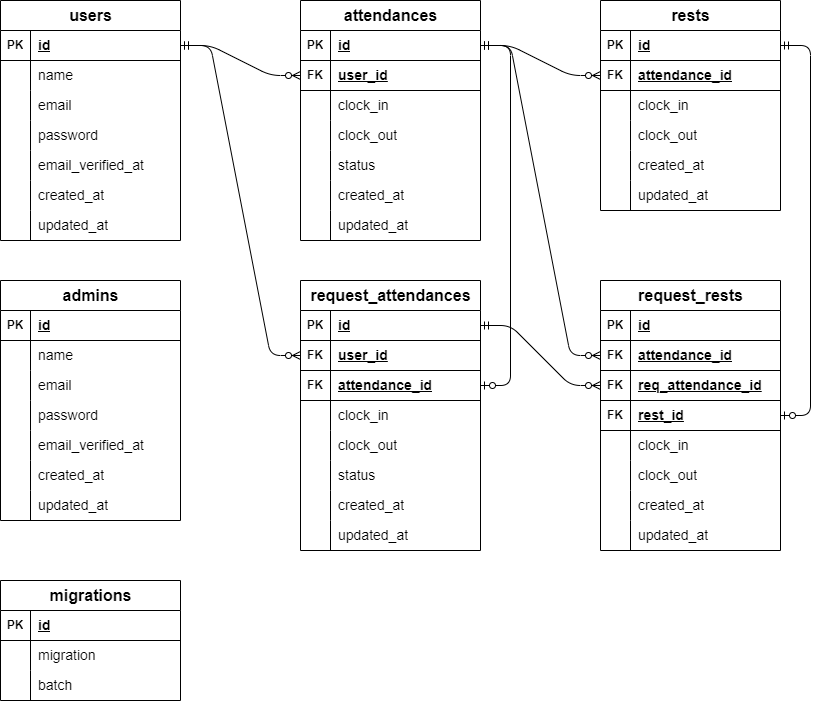 users
PK id
name
email
password
email_verified_at
created_at
updated_at
attendances
PK id
FK user_id
clock_in
clock_out
status
created_at
updated_at
rests
PK id
FK attendance_id
clock_in
clock_out
created_at
updated_at
admins
PK id
name
email
password
email_verified_at
created_at
updated_at
request_attendances
PK id
FK user_id
FK attendance_id
clock_in
clock_out
status
created_at
updated_at
request_rests
PK id
FK attendance_id
FK req_attendance_id
FK rest_id
clock_in
clock_out
created_at
updated_at
migrations
PK id
migration
batch